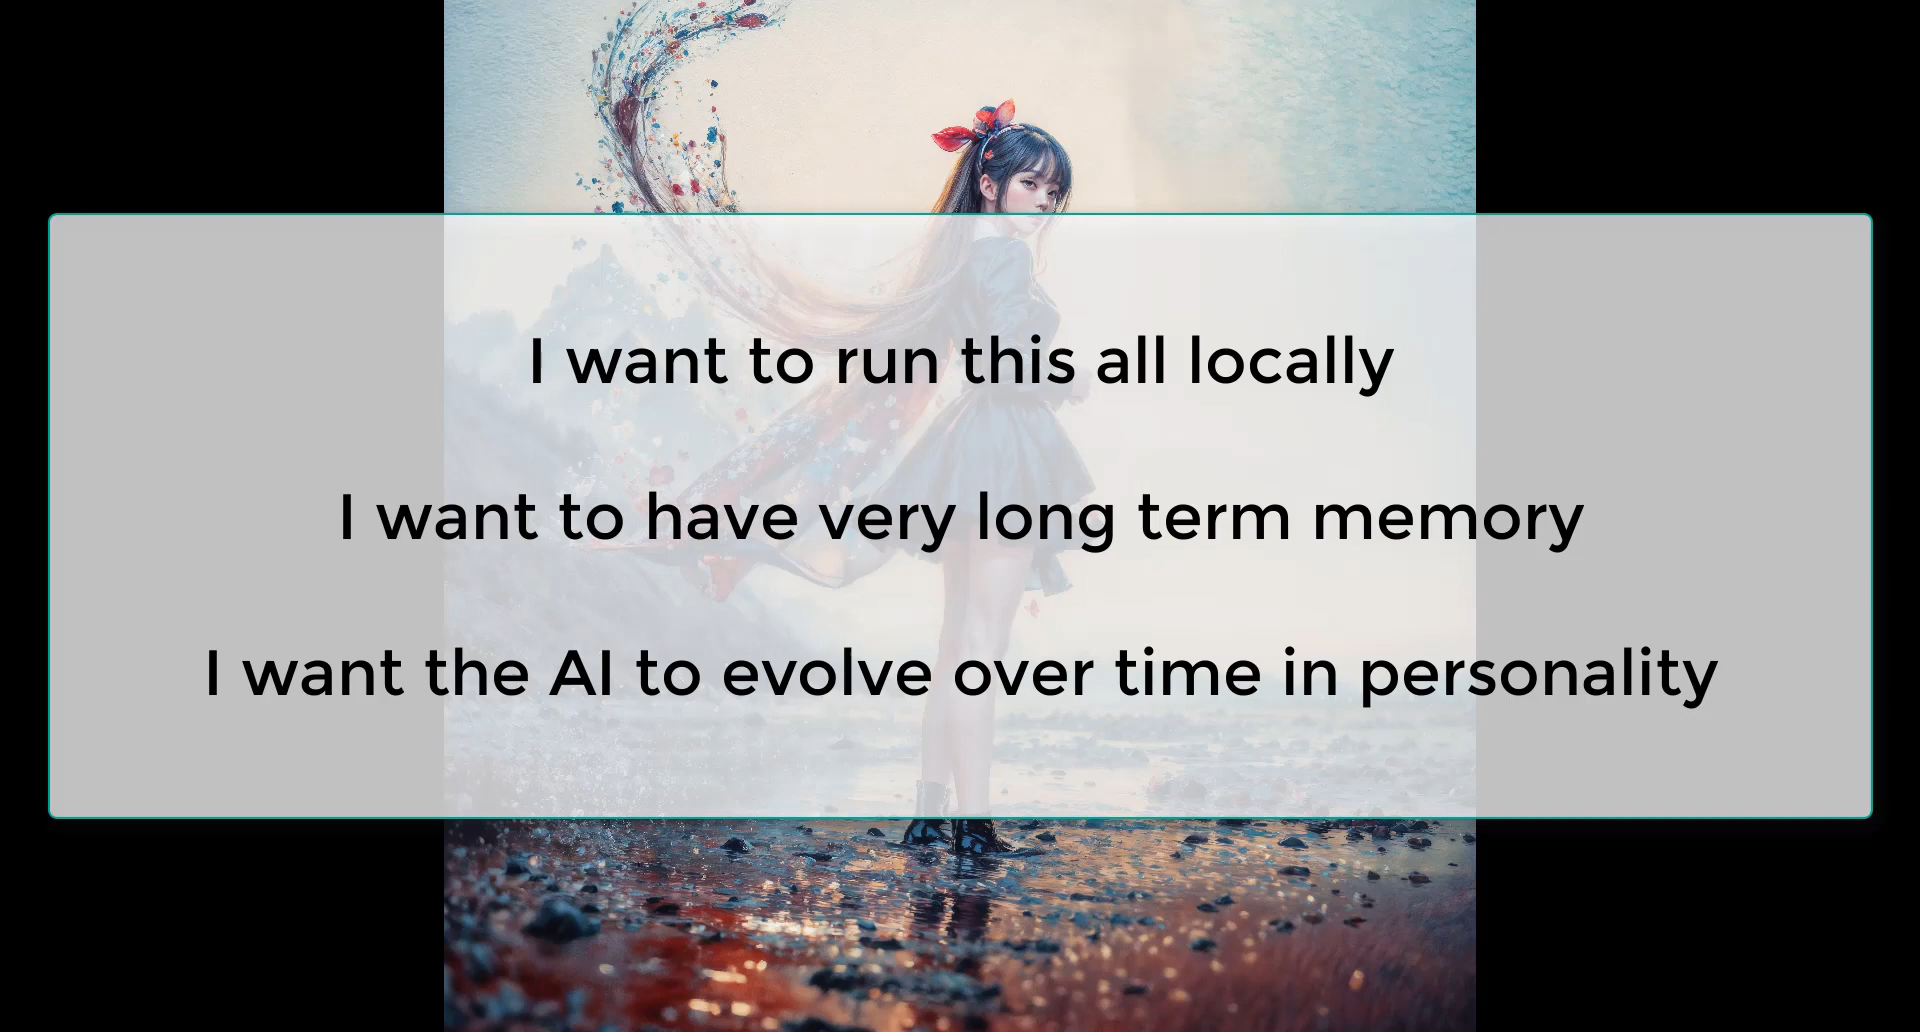 I want to run this all locally
I want to have very long term memory
I want the AI to evolve over time in personality